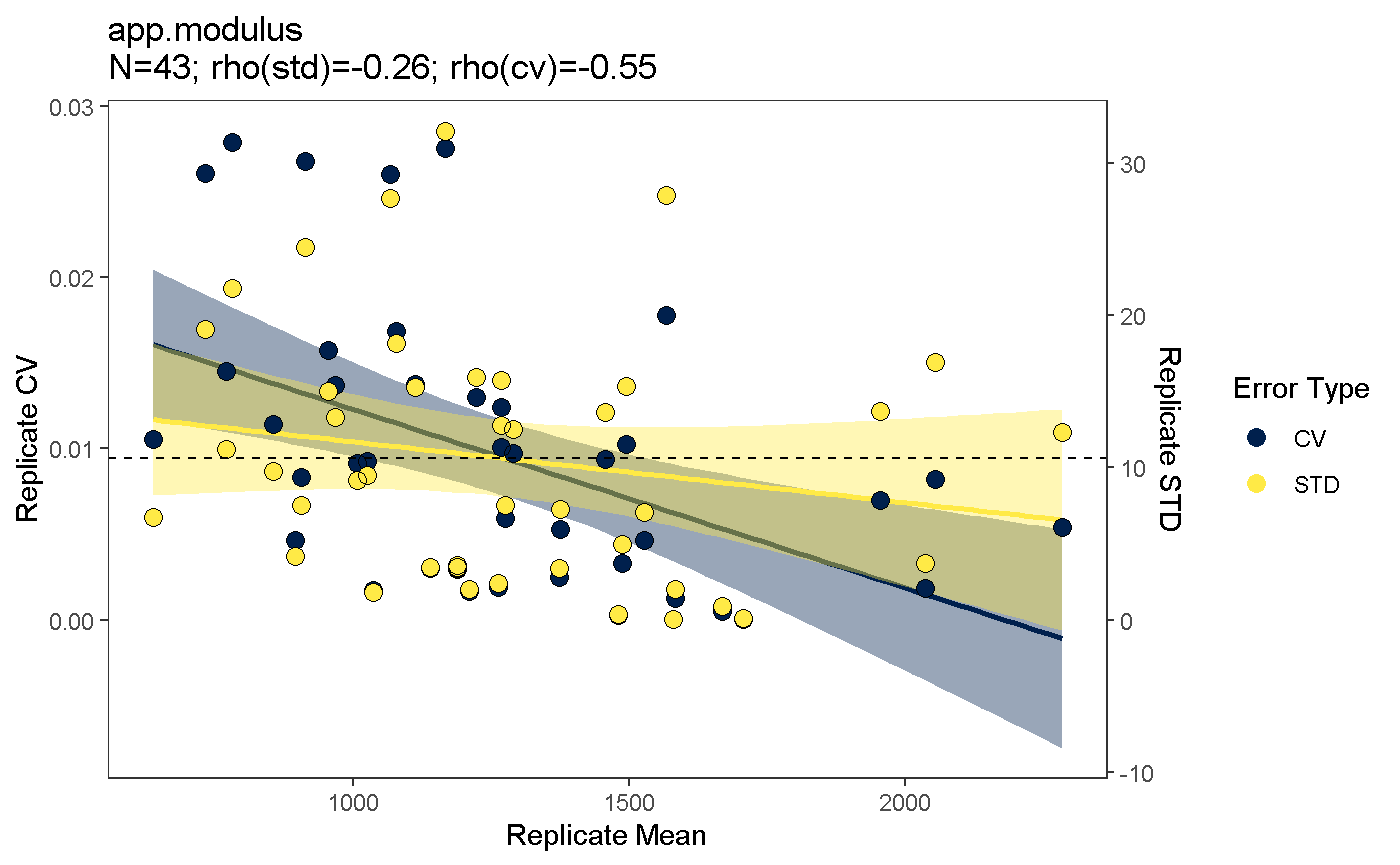 app.modulus
N=43; rho(std)=-0.26; rho(cv)=-0.55
0.03
0.02
0.01
0.00
Replicate CV
30
20
10
0
-10
Replicate STD
1000
1500
2000
Replicate Mean
Error Type
CV
STD